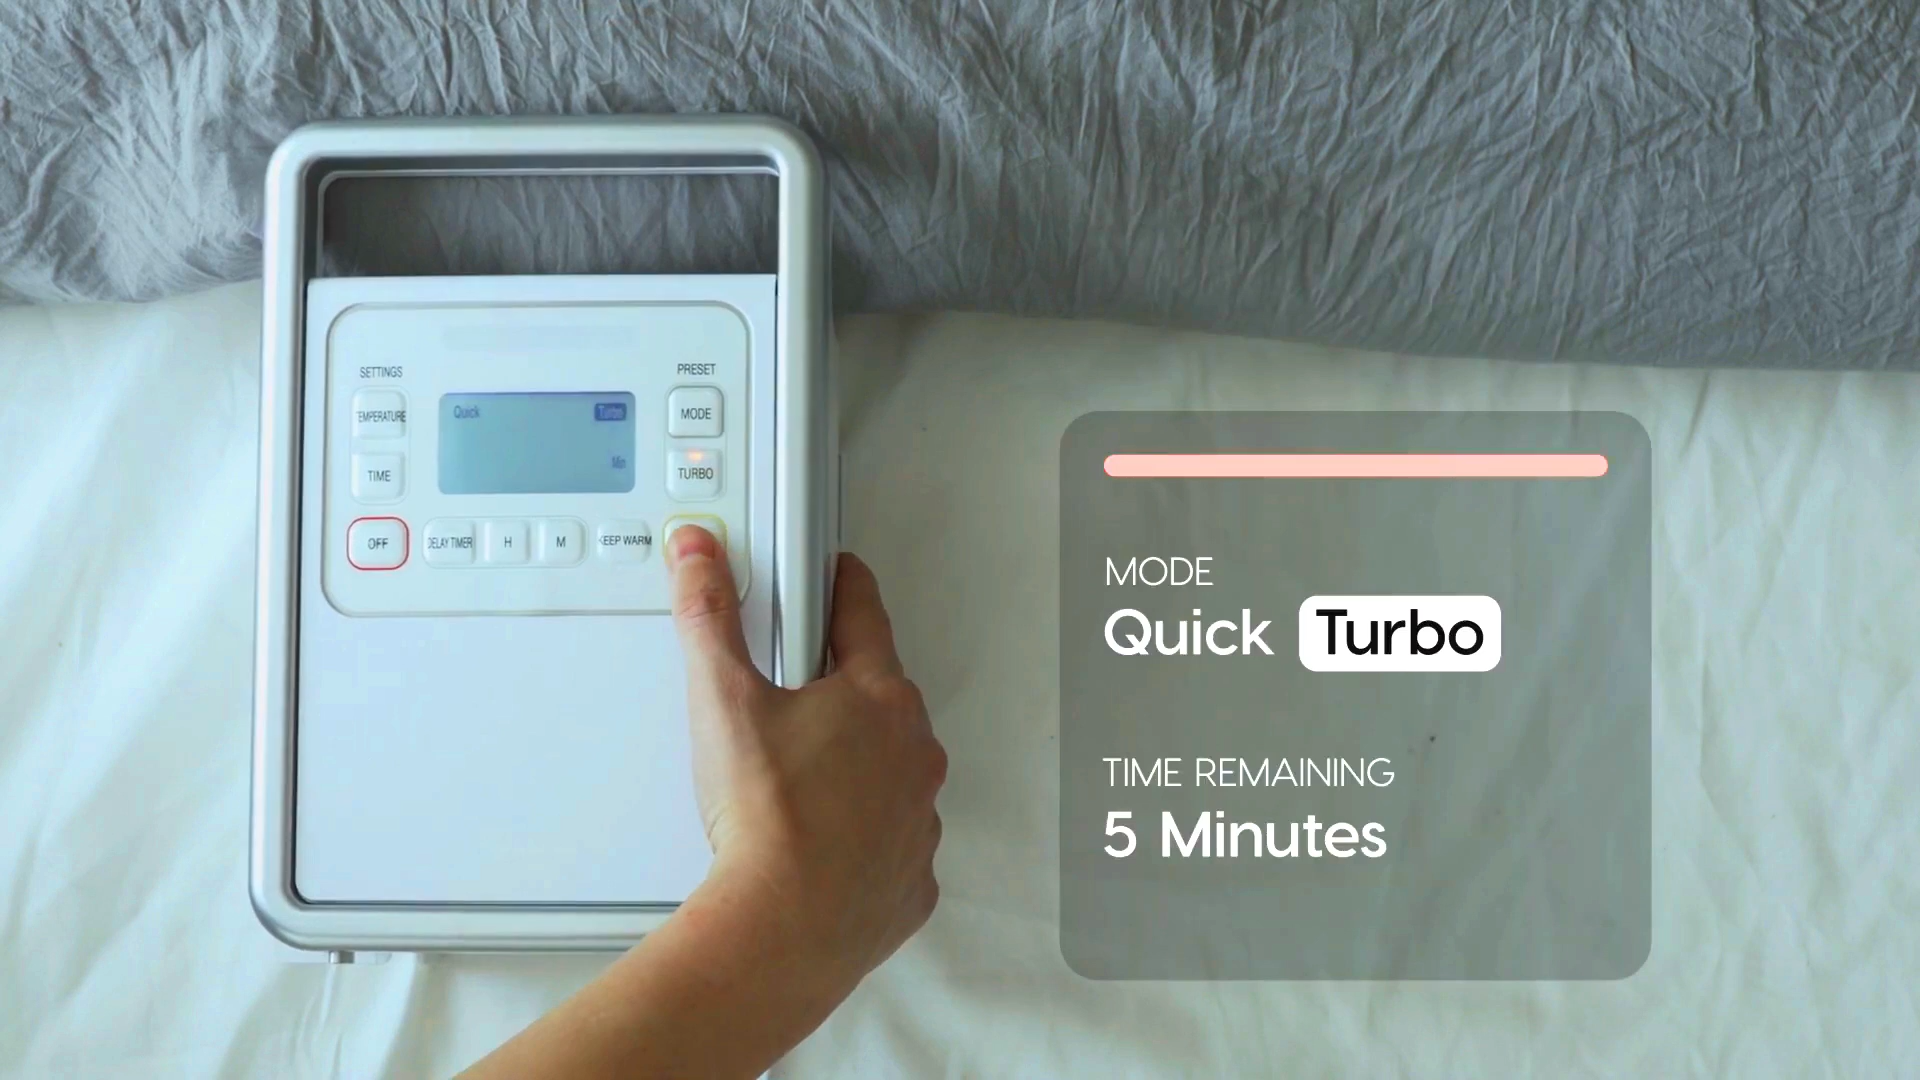 SETTINGS
PRESET
TEMPERATURE
MODE
Quick Turbo
Min
TIME
TURBO
OFF
DELAY TIMER
H
M
KEEP WARM
MODE
Quick Turbo
TIME REMAINING
5 Minutes